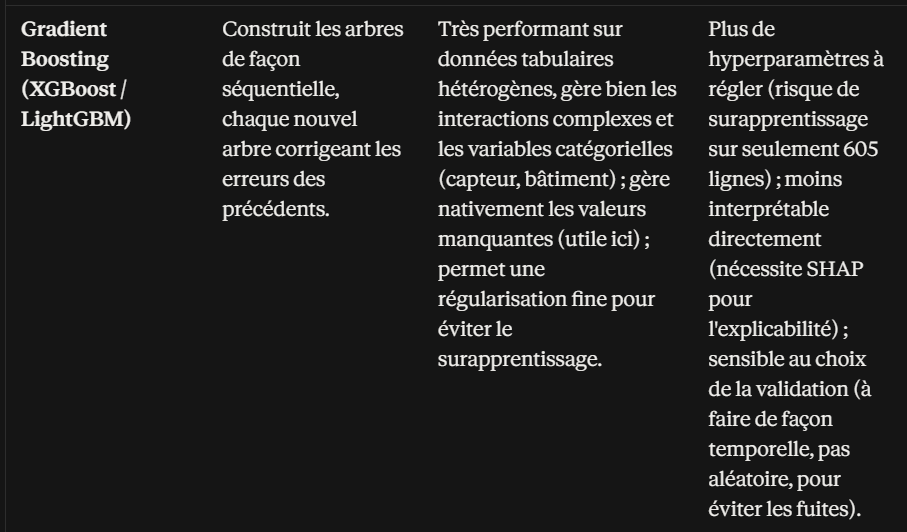 Gradient
Boosting
(XGBoost /
LightGBM)
Construit les arbres
de façon
séquentielle,
chaque nouvel
arbre corrigeant les
erreurs des
précédents.
Très performant sur
données tabulaires
hétérogènes, gère bien les
interactions complexes et
les variables catégorielles
(capteur, bâtiment) ; gère
nativement les valeurs
manquantes (utile ici) ;
permet une
régularisation fine pour
éviter le
surapprentissage.
Plus de
hyperparamètres à
régler (risque de
surapprentissage
sur seulement 605
lignes) ; moins
interprétable
directement
(nécessite SHAP
pour
l'explicabilité) ;
sensible au choix
de la validation (à
faire de façon
temporelle, pas
aléatoire, pour
éviter les fuites).